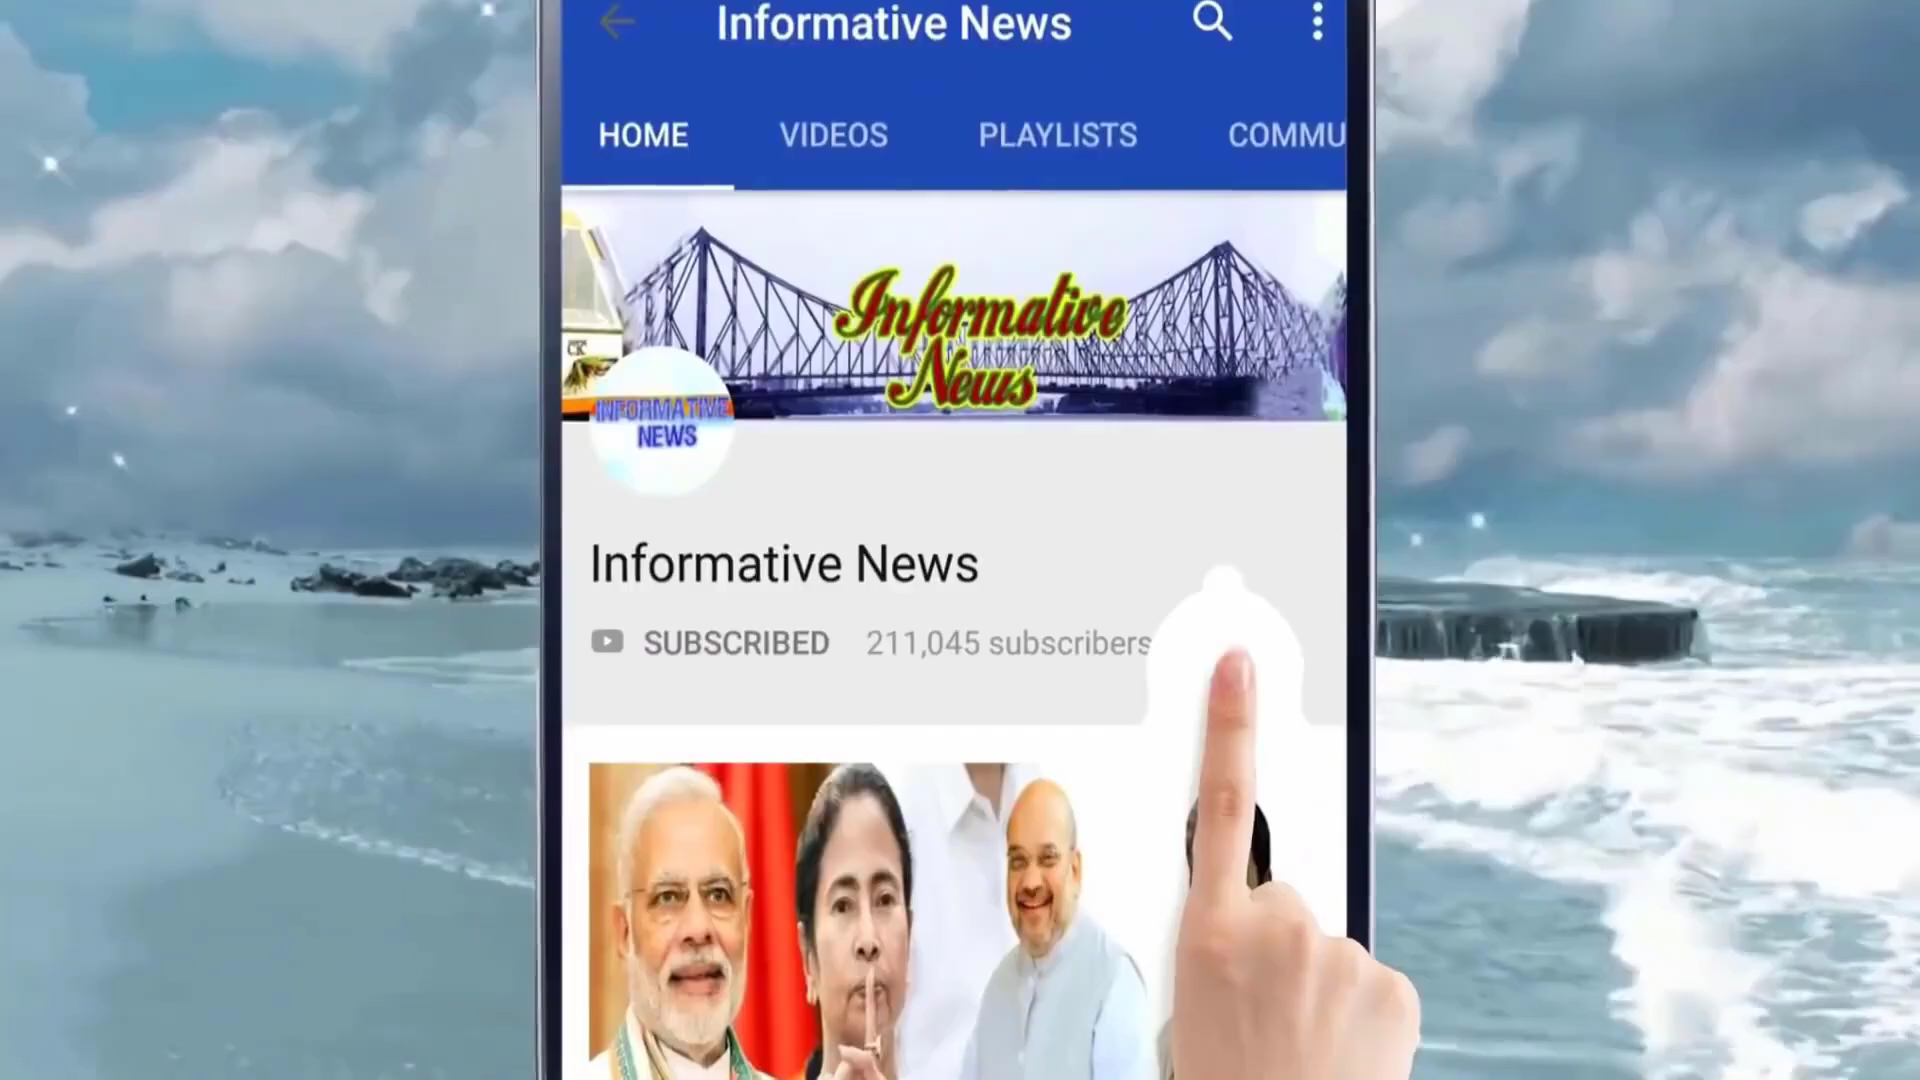 Informative News
HOME VIDEOS PLAYLISTS COMMU
Informative
News
INFORMATIVE
NEWS
Informative News
SUBSCRIBED 211,045 subscribers